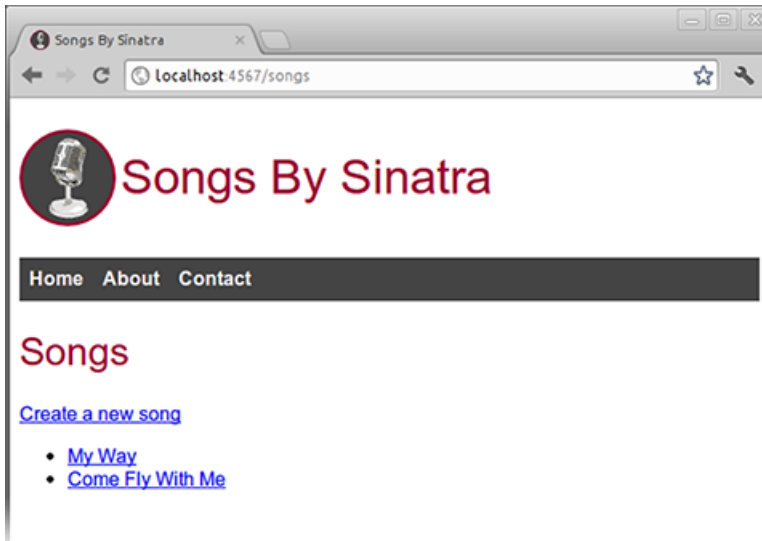 Songs By Sinatra
localhost:4567/songs
Songs By Sinatra
Home About Contact
Songs
Create a new song
My Way
Come Fly With Me